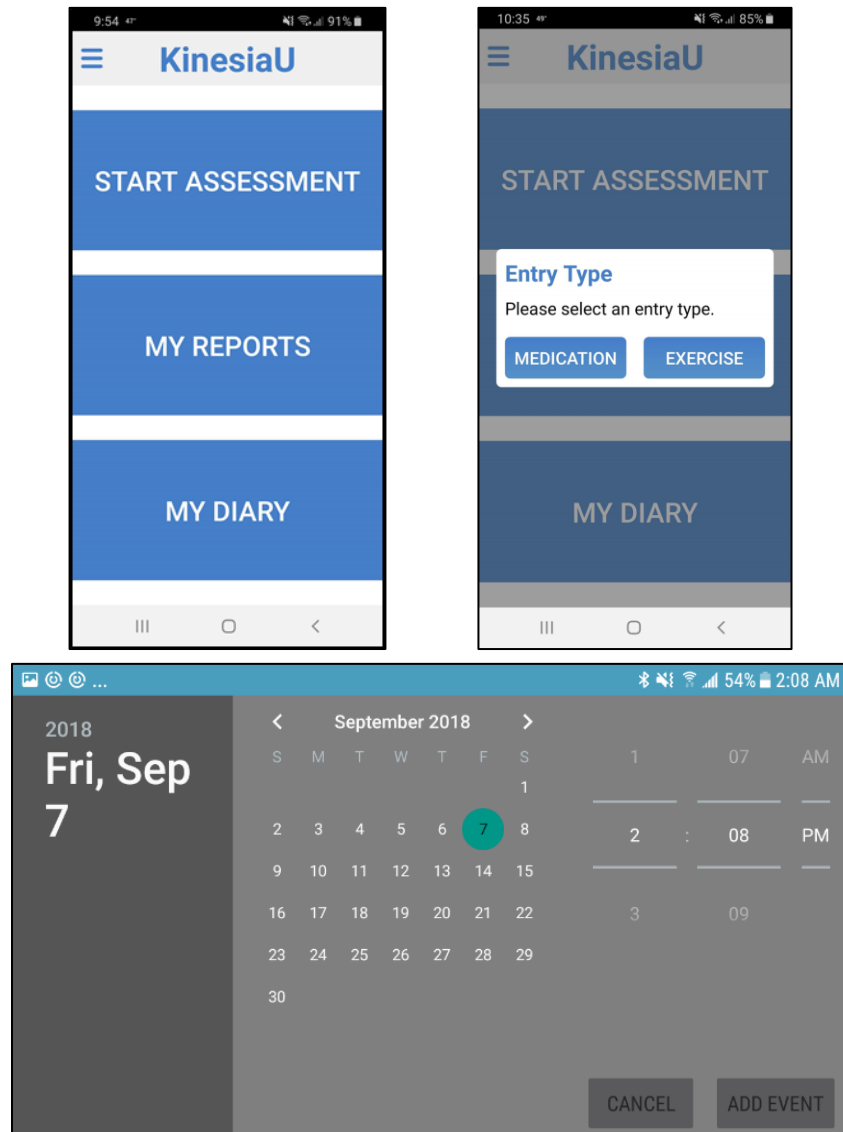 9:54 47° 91%
KinesiaU
START ASSESSMENT
MY REPORTS
MY DIARY
10:35 49° 85%
KinesiaU
START ASSESSMENT
Entry Type
Please select an entry type.
MEDICATION EXERCISE
MY DIARY
... 54% 2:08 AM
2018
Fri, Sep
7
September 2018
S M T W T F S
1
2 3 4 5 6 7 8
9 10 11 12 13 14 15
16 17 18 19 20 21 22
23 24 25 26 27 28 29
30
1 07 AM
2 : 08 PM
3 09
CANCEL ADD EVENT